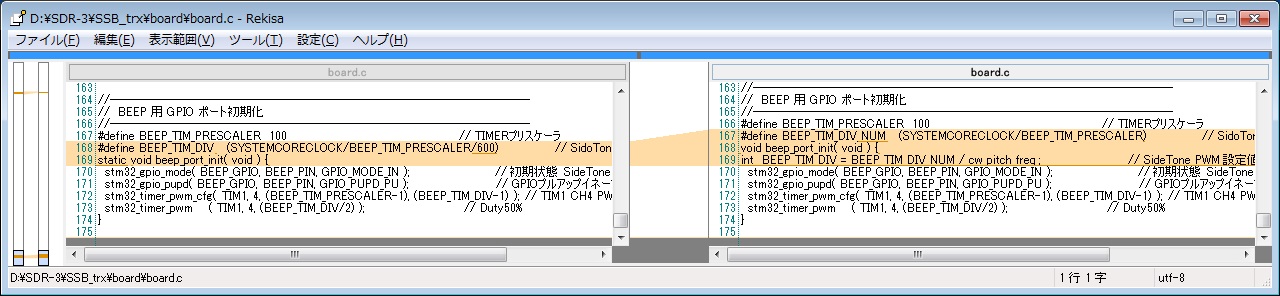 D:¥SDR-3¥SSB_trx¥board¥board.c - Rekisa
ファイル(F) 編集(E) 表示範囲(V) ツール(T) 設定(C) ヘルプ(H)
board.c
163
164 //
165 // BEEP 用 GPIO ポート初期化
166 //
167 #define BEEP_TIM_PRESCALER 100 // TIMERプリスケーラ
168 #define BEEP_TIM_DIV (SYSTEMCORECLOCK/BEEP_TIM_PRESCALER/600) // SidoTon
169 static void beep_port_init( void ) {
170 stm32_gpio_mode( BEEP_GPIO, BEEP_PIN, GPIO_MODE_IN ); // 初期状態 SideTone
171 stm32_gpio_pupd( BEEP_GPIO, BEEP_PIN, GPIO_PUPD_PU ); // GPIOプルアップイネー
172 stm32_timer_pwm_cfg( TIM1, 4, (BEEP_TIM_PRESCALER-1), (BEEP_TIM_DIV-1) ); // TIM1 CH4 PW
173 stm32_timer_pwm ( TIM1, 4, (BEEP_TIM_DIV/2) ); // Duty50%
174 }
175
board.c
163 //
164 // BEEP 用 GPIO ポート初期化
165 //
166 #define BEEP_TIM_PRESCALER 100 // TIMERプリスケーラ
167 #define BEEP_TIM_DIV_NUM (SYSTEMCORECLOCK/BEEP_TIM_PRESCALER) // SidoTon
168 void beep_port_init( void ) {
169 int BEEP_TIM_DIV = BEEP_TIM_DIV_NUM / cw_pitch_freq ; // SideTone PWM 設定値
170 stm32_gpio_mode( BEEP_GPIO, BEEP_PIN, GPIO_MODE_IN ); // 初期状態 SideTone
171 stm32_gpio_pupd( BEEP_GPIO, BEEP_PIN, GPIO_PUPD_PU ); // GPIOプルアップイネー
172 stm32_timer_pwm_cfg( TIM1, 4, (BEEP_TIM_PRESCALER-1), (BEEP_TIM_DIV-1) ); // TIM1 CH4 PW
173 stm32_timer_pwm ( TIM1, 4, (BEEP_TIM_DIV/2) ); // Duty50%
174 }
175
D:¥SDR-3¥SSB_trx¥board¥board.c 1 行 1 字 utf-8